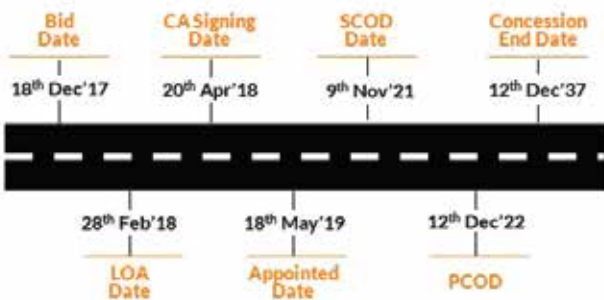 Bid
Date
18th Dec'17
CA Signing
Date
20th Apr'18
SCOD
Date
9th Nov'21
Concession
End Date
12th Dec'37
28th Feb'18
LOA
Date
18th May'19
Appointed
Date
12th Dec'22
PCOD